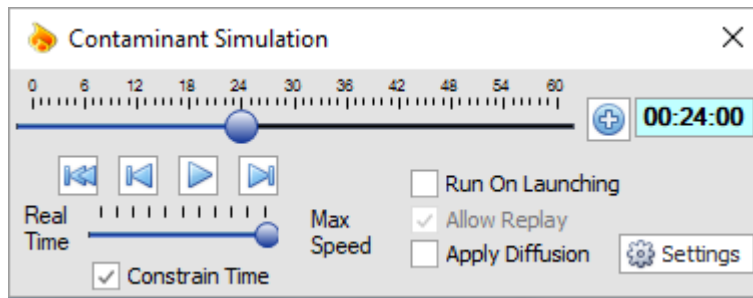 Contaminant Simulation
0 6 12 18 24 30 36 42 48 54 60
00:24:00
Run On Launching
Real Time
Max Speed
Allow Replay
Apply Diffusion
Settings
Constrain Time